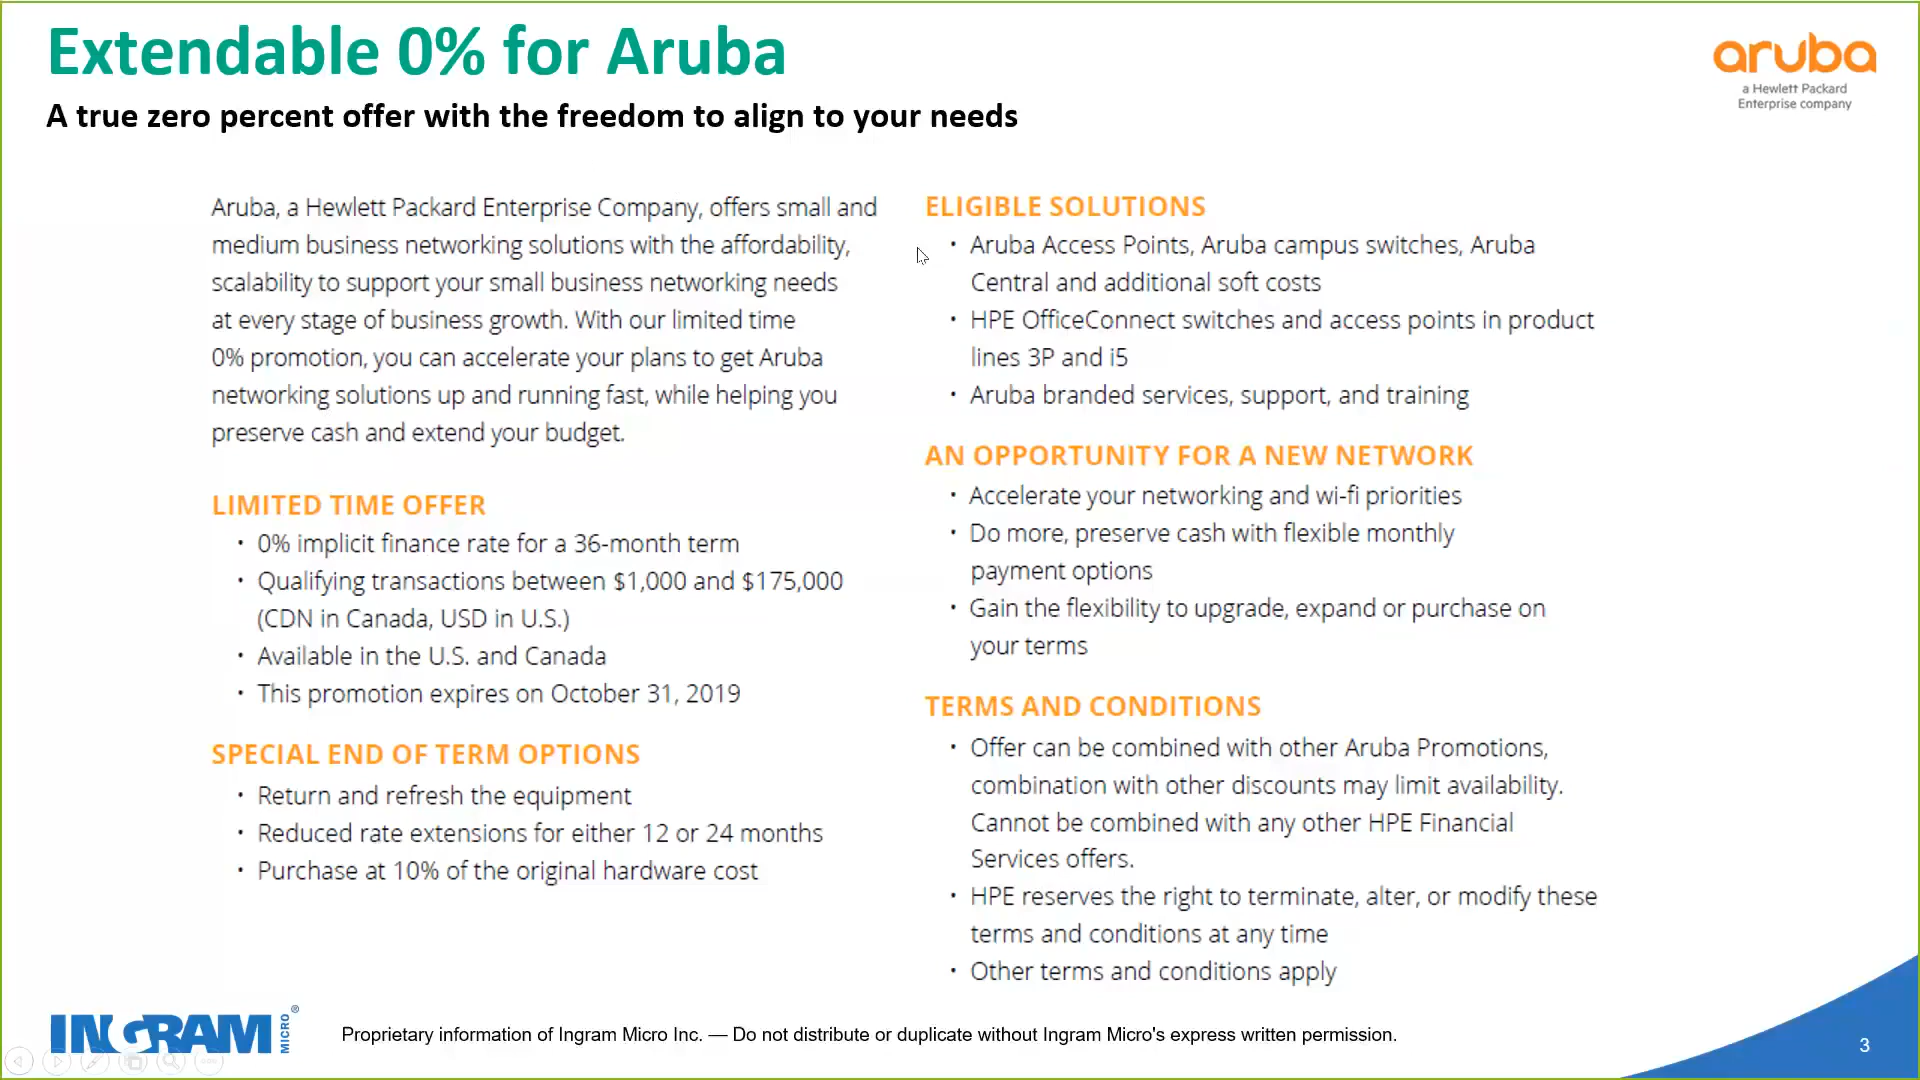 Extendable 0% for Aruba
A true zero percent offer with the freedom to align to your needs
aruba
a Hewlett Packard
Enterprise company
Aruba, a Hewlett Packard Enterprise Company, offers small and
medium business networking solutions with the affordability,
scalability to support your small business networking needs
at every stage of business growth. With our limited time
0% promotion, you can accelerate your plans to get Aruba
networking solutions up and running fast, while helping you
preserve cash and extend your budget.
LIMITED TIME OFFER
• 0% implicit finance rate for a 36-month term
• Qualifying transactions between $1,000 and $175,000
(CDN in Canada, USD in U.S.)
• Available in the U.S. and Canada
• This promotion expires on October 31, 2019
SPECIAL END OF TERM OPTIONS
• Return and refresh the equipment
• Reduced rate extensions for either 12 or 24 months
• Purchase at 10% of the original hardware cost
ELIGIBLE SOLUTIONS
• Aruba Access Points, Aruba campus switches, Aruba
Central and additional soft costs
• HPE OfficeConnect switches and access points in product
lines 3P and i5
• Aruba branded services, support, and training
AN OPPORTUNITY FOR A NEW NETWORK
• Accelerate your networking and wi-fi priorities
• Do more, preserve cash with flexible monthly
payment options
• Gain the flexibility to upgrade, expand or purchase on
your terms
TERMS AND CONDITIONS
• Offer can be combined with other Aruba Promotions,
combination with other discounts may limit availability.
Cannot be combined with any other HPE Financial
Services offers.
• HPE reserves the right to terminate, alter, or modify these
terms and conditions at any time
• Other terms and conditions apply
INGRAM MICRO®
Proprietary information of Ingram Micro Inc. — Do not distribute or duplicate without Ingram Micro's express written permission.
3